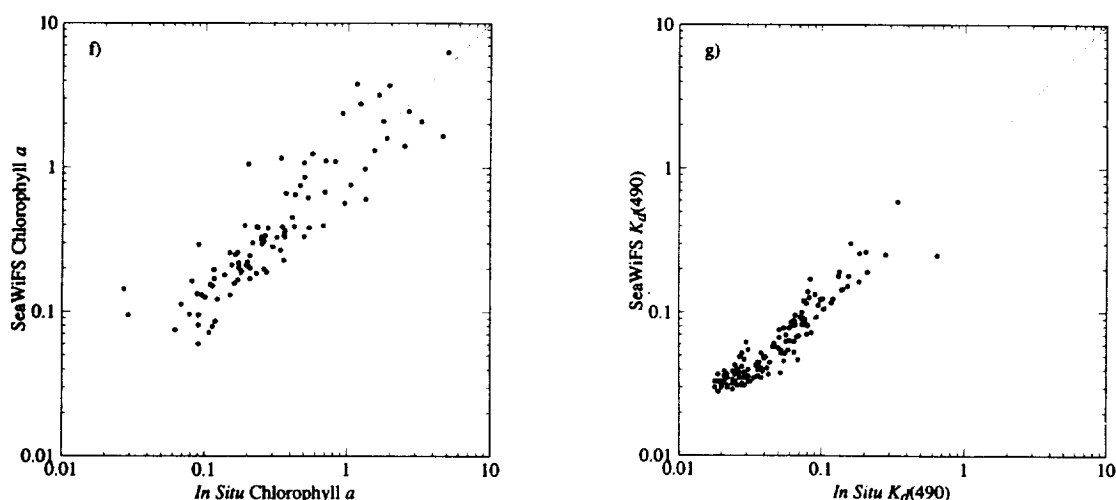 f)
10
1
0.1
0.01
SeaWiFS Chlorophyll a
0.01
0.1
1
10
In Situ Chlorophyll a
g)
10
1
0.1
0.01
SeaWiFS Kd(490)
0.01
0.1
1
10
In Situ Kd(490)